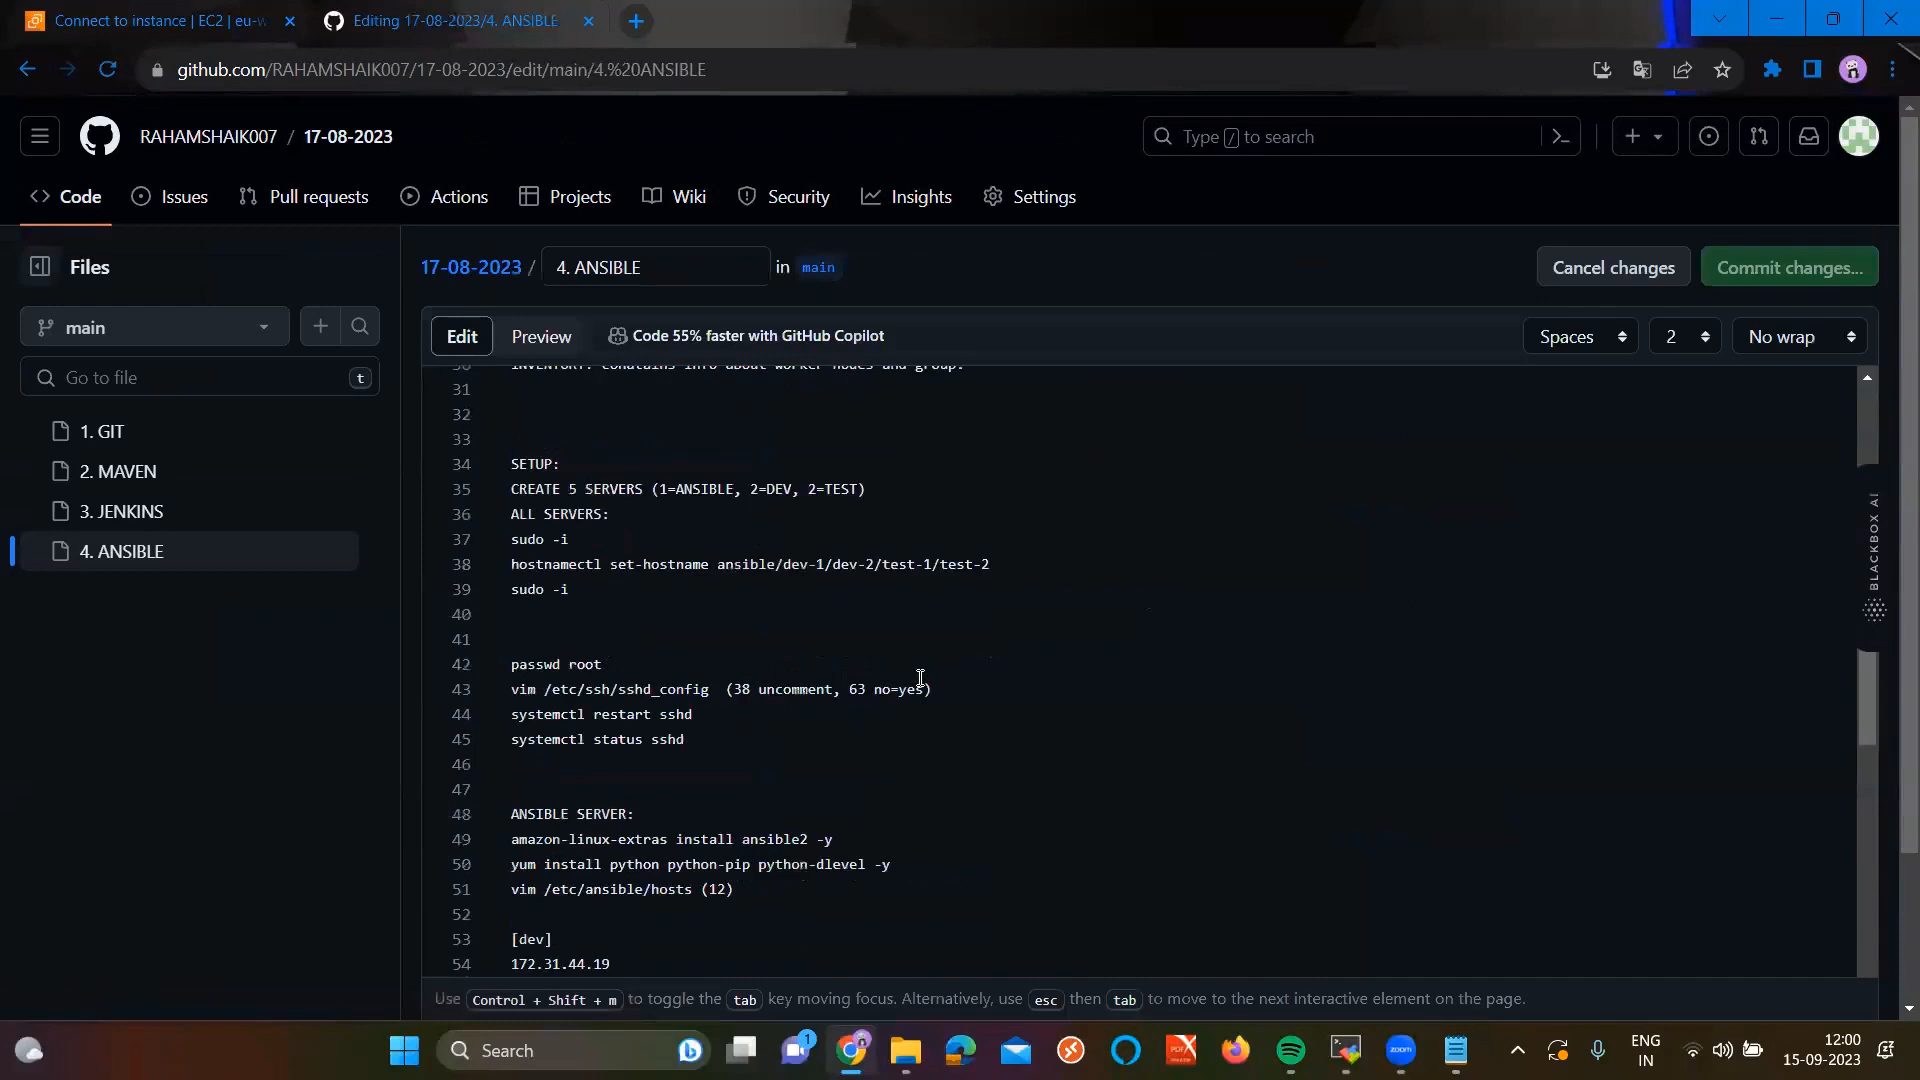 Connect to instance | EC2 | eu-w
Editing 17-08-2023/4. ANSIBLE
github.com/RAHAMSHAIK007/17-08-2023/edit/main/4.%20ANSIBLE
RAHAMSHAIK007 / 17-08-2023
Type / to search
Code
Issues
Pull requests
Actions
Projects
Wiki
Security
Insights
Settings
Files
main
Go to file
t
1. GIT
2. MAVEN
3. JENKINS
4. ANSIBLE
17-08-2023 / 4. ANSIBLE in main
Cancel changes
Commit changes...
Edit
Preview
Code 55% faster with GitHub Copilot
Spaces
2
No wrap
31
32
33
34 SETUP:
35 CREATE 5 SERVERS (1=ANSIBLE, 2=DEV, 2=TEST)
36 ALL SERVERS:
37 sudo -i
38 hostnamectl set-hostname ansible/dev-1/dev-2/test-1/test-2
39 sudo -i
40
41
42 passwd root
43 vim /etc/ssh/sshd_config  (38 uncomment, 63 no=yes)
44 systemctl restart sshd
45 systemctl status sshd
46
47
48 ANSIBLE SERVER:
49 amazon-linux-extras install ansible2 -y
50 yum install python python-pip python-dlevel -y
51 vim /etc/ansible/hosts (12)
52
53 [dev]
54 172.31.44.19
Use Control + Shift + m to toggle the tab key moving focus. Alternatively, use esc then tab to move to the next interactive element on the page.
BLACKBOX AI
Search
1
zoom
ENG
IN
12:00
15-09-2023